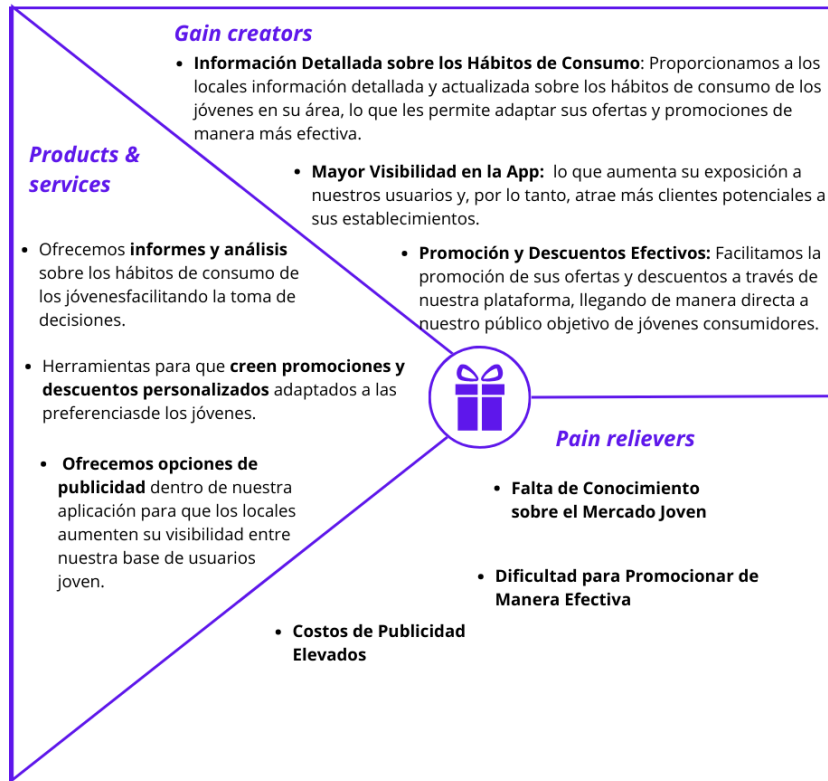 Gain creators
• Información Detallada sobre los Hábitos de Consumo: Proporcionamos a los
locales información detallada y actualizada sobre los hábitos de consumo de los
jóvenes en su área, lo que les permite adaptar sus ofertas y promociones de
manera más efectiva.
• Mayor Visibilidad en la App: lo que aumenta su exposición a
nuestros usuarios y, por lo tanto, atrae más clientes potenciales a
sus establecimientos.
• Promoción y Descuentos Efectivos: Facilitamos la
promoción de sus ofertas y descuentos a través de
nuestra plataforma, llegando de manera directa a
nuestro público objetivo de jóvenes consumidores.
Products &
services
• Ofrecemos informes y análisis
sobre los hábitos de consumo de
los jóvenesfacilitando la toma de
decisiones.
• Herramientas para que creen promociones y
descuentos personalizados adaptados a las
preferenciasde los jóvenes.
• Ofrecemos opciones de
publicidad dentro de nuestra
aplicación para que los locales
aumenten su visibilidad entre
nuestra base de usuarios
joven.
Pain relievers
• Falta de Conocimiento
sobre el Mercado Joven
• Dificultad para Promocionar de
Manera Efectiva
• Costos de Publicidad
Elevados